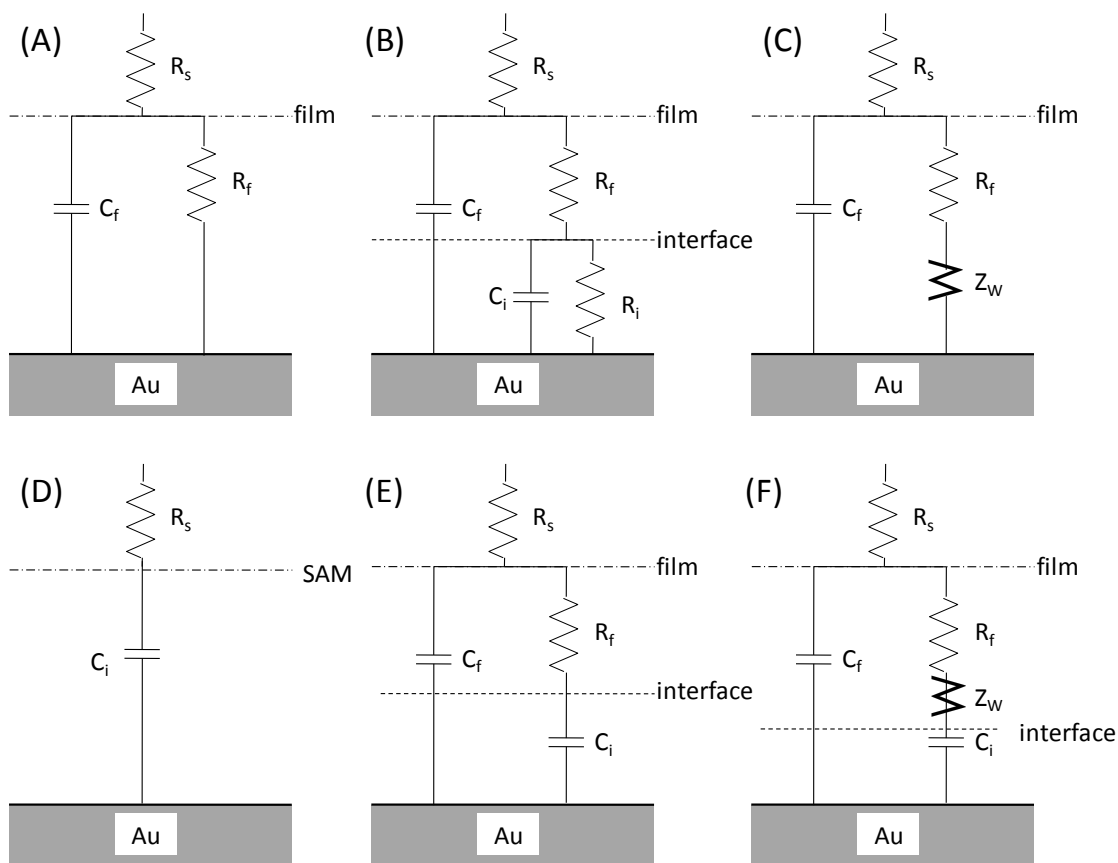 (A)
R_s
film
C_f
R_f
Au
(B)
R_s
film
C_f
R_f
interface
C_i
R_i
Au
(C)
R_s
film
C_f
R_f
Z_W
Au
(D)
R_s
SAM
C_i
Au
(E)
R_s
film
C_f
R_f
interface
C_i
Au
(F)
R_s
film
C_f
R_f
Z_W
interface
C_i
Au